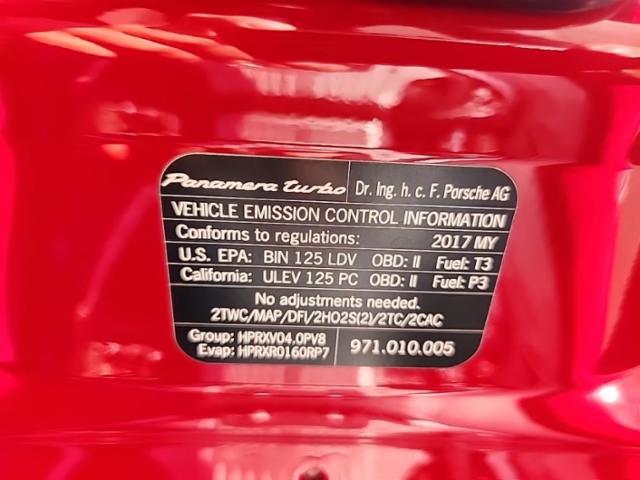 Panamera turbo Dr. Ing. h. c. F. Porsche AG
VEHICLE EMISSION CONTROL INFORMATION
Conforms to regulations: 2017 MY
U.S. EPA: BIN 125 LDV OBD: II Fuel: T3
California: ULEV 125 PC OBD: II Fuel: P3
No adjustments needed.
2TWC/MAP/DFI/2HO2S(2)/2TC/2CAC
Group: HPRXV04.0PV8
Evap: HPRXR0160RP7
971.010.005